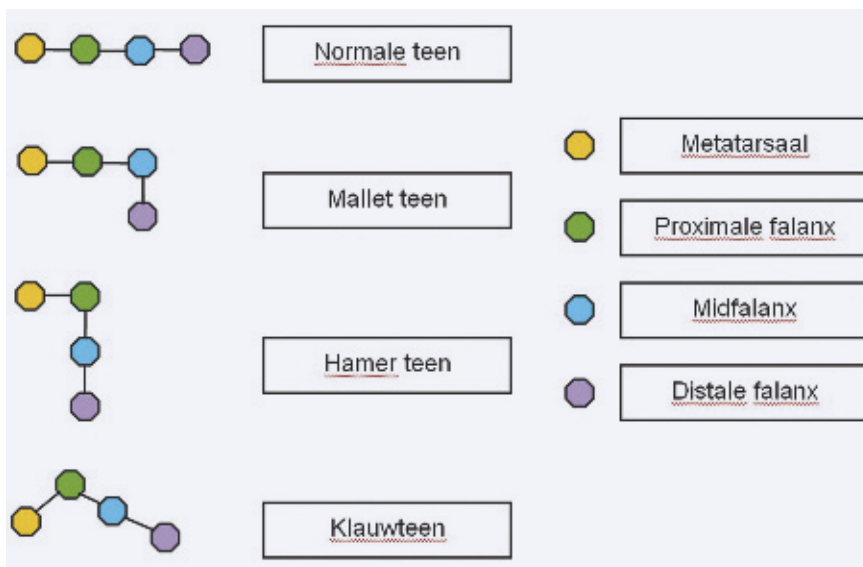 Normale teen
Mallet teen
Hamer teen
Klauwteen
Metatarsaal
Proximale falanx
Midfalanx
Distale falanx